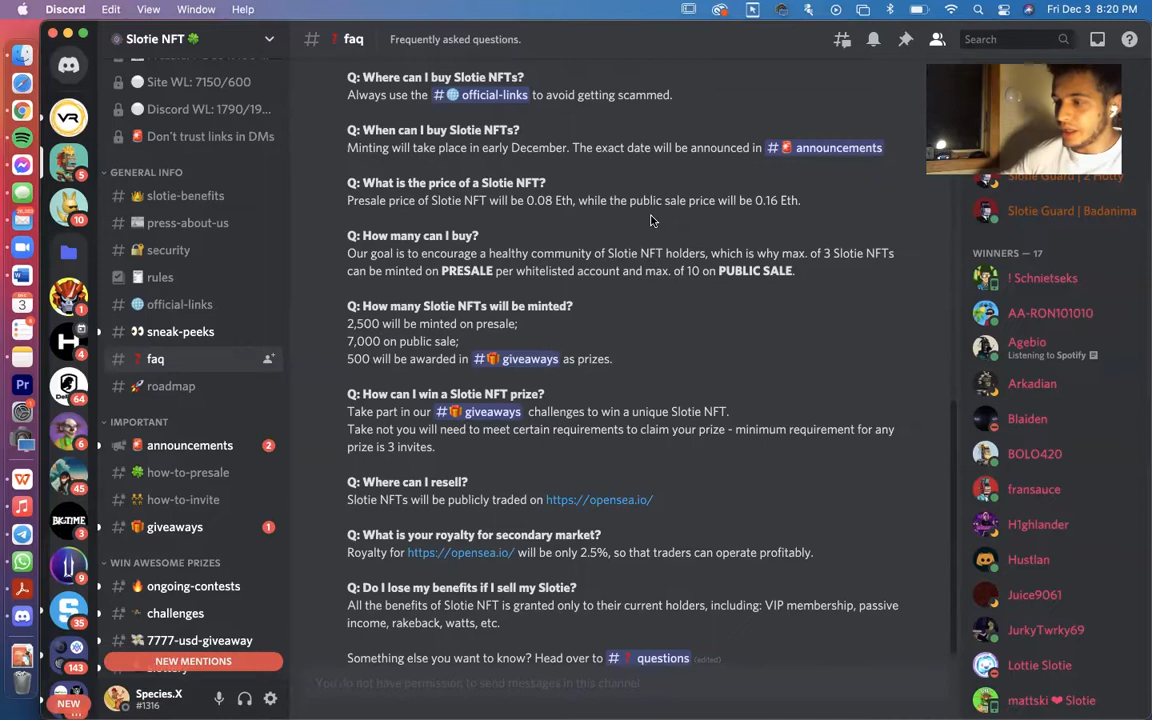 Discord Edit View Window Help
Fri Dec 3 8:20 PM
Slotie NFT
Site WL: 7150/600
Discord WL: 1790/19...
Don't trust links in DMs
GENERAL INFO
slotie-benefits
press-about-us
security
rules
official-links
sneak-peeks
faq
roadmap
IMPORTANT
announcements 2
how-to-presale
how-to-invite
giveaways 1
WIN AWESOME PRIZES
ongoing-contests
challenges
7777-usd-giveaway
NEW MENTIONS
Species.X
#1316
NEW
faq Frequently asked questions.
Search
Q: Where can I buy Slotie NFTs?
Always use the # official-links to avoid getting scammed.
Q: When can I buy Slotie NFTs?
Minting will take place in early December. The exact date will be announced in # announcements
Q: What is the price of a Slotie NFT?
Presale price of Slotie NFT will be 0.08 Eth, while the public sale price will be 0.16 Eth.
Q: How many can I buy?
Our goal is to encourage a healthy community of Slotie NFT holders, which is why max. of 3 Slotie NFTs
can be minted on PRESALE per whitelisted account and max. of 10 on PUBLIC SALE.
Q: How many Slotie NFTs will be minted?
2,500 will be minted on presale;
7,000 on public sale;
500 will be awarded in # giveaways as prizes.
Q: How can I win a Slotie NFT prize?
Take part in our # giveaways challenges to win a unique Slotie NFT.
Take not you will need to meet certain requirements to claim your prize - minimum requirement for any
prize is 3 invites.
Q: Where can I resell?
Slotie NFTs will be publicly traded on https://opensea.io/
Q: What is your royalty for secondary market?
Royalty for https://opensea.io/ will be only 2.5%, so that traders can operate profitably.
Q: Do I lose my benefits if I sell my Slotie?
All the benefits of Slotie NFT is granted only to their current holders, including: VIP membership, passive
income, rakeback, watts, etc.
Something else you want to know? Head over to # questions (edited)
You do not have permission to send messages in this channel
Slotie Guard | 2 Hotty
Slotie Guard | Badanima
WINNERS — 17
! Schnietseks
AA-RON101010
Agebio
Listening to Spotify
Arkadian
Blaiden
BOLO420
fransauce
H1ghlander
Hustlan
Juice9061
JurkyTwrky69
Lottie Slotie
mattski ❤ Slotie